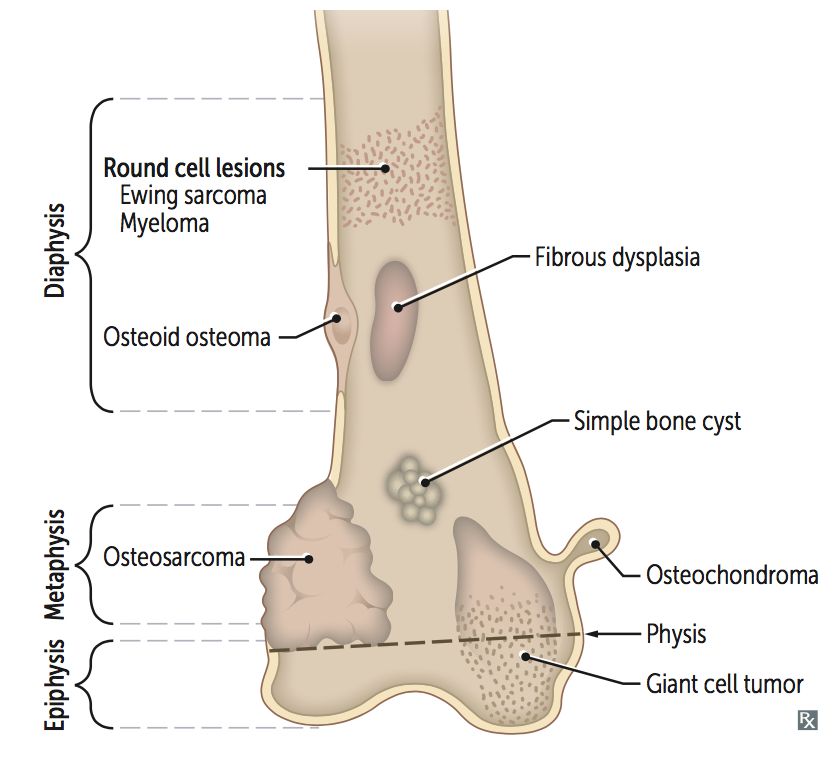 Diaphysis
Round cell lesions
Ewing sarcoma
Myeloma
Fibrous dysplasia
Osteoid osteoma
Simple bone cyst
Metaphysis
Osteosarcoma
Osteochondroma
Physis
Epiphysis
Giant cell tumor
Rx